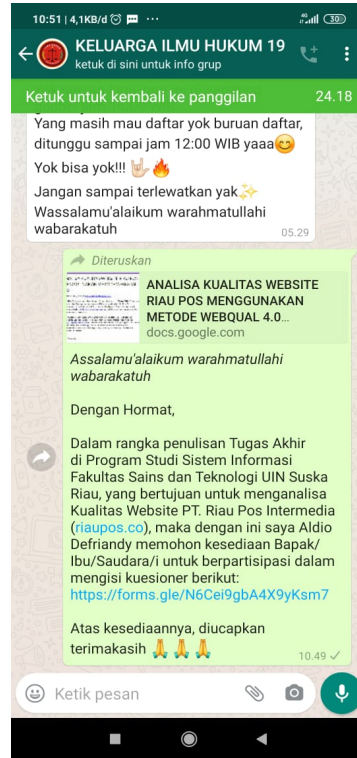 10:51 | 4,1KB/d
4G
30
KELUARGA ILMU HUKUM 19
ketuk di sini untuk info grup
Ketuk untuk kembali ke panggilan 24.18
Yang masih mau daftar yok buruan daftar,
ditunggu sampai jam 12:00 WIB yaaa😊
Yok bisa yok!!! 🤟🏻🔥
Jangan sampai terlewatkan yak✨
Wassalamu'alaikum warahmatullahi
wabarakatuh
05.29
Diteruskan
ANALISA KUALITAS WEBSITE
RIAU POS MENGGUNAKAN
METODE WEBQUAL 4.0...
docs.google.com
Assalamu'alaikum warahmatullahi
wabarakatuh
Dengan Hormat,
Dalam rangka penulisan Tugas Akhir
di Program Studi Sistem Informasi
Fakultas Sains dan Teknologi UIN Suska
Riau, yang bertujuan untuk menganalisa
Kualitas Website PT. Riau Pos Intermedia
(riaupos.co), maka dengan ini saya Aldio
Defriandy memohon kesediaan Bapak/
Ibu/Saudara/i untuk berpartisipasi dalam
mengisi kuesioner berikut:
https://forms.gle/N6Cei9gbA4X9yKsm7
Atas kesediaannya, diucapkan
terimakasih 🙏 🙏 🙏
10.49 ✓
Ketik pesan